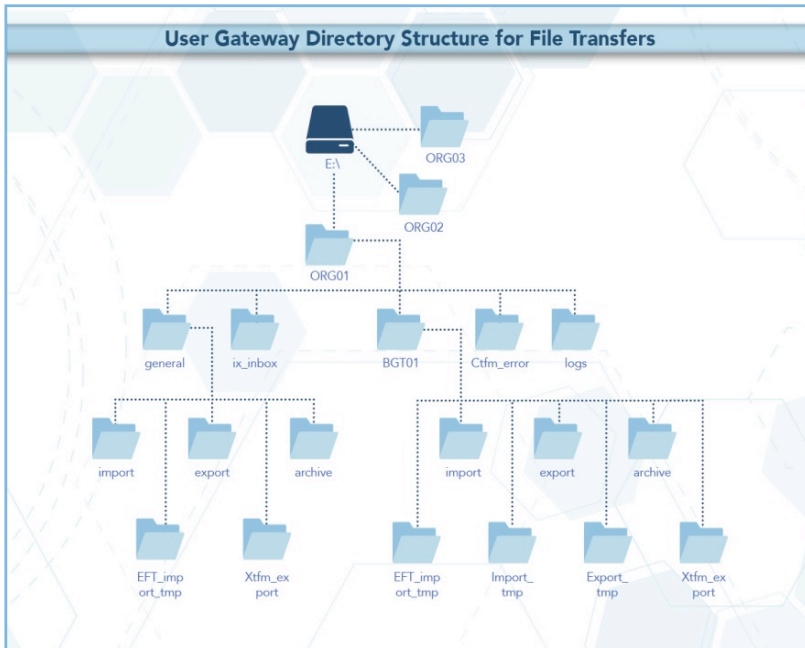 User Gateway Directory Structure for File Transfers
E:\
ORG03
ORG02
ORG01
general
ix_inbox
BGT01
Ctfm_error
logs
import
export
archive
import
export
archive
EFT_imp
ort_tmp
Xtfm_ex
port
EFT_imp
ort_tmp
Import_
tmp
Export_
tmp
Xtfm_ex
port